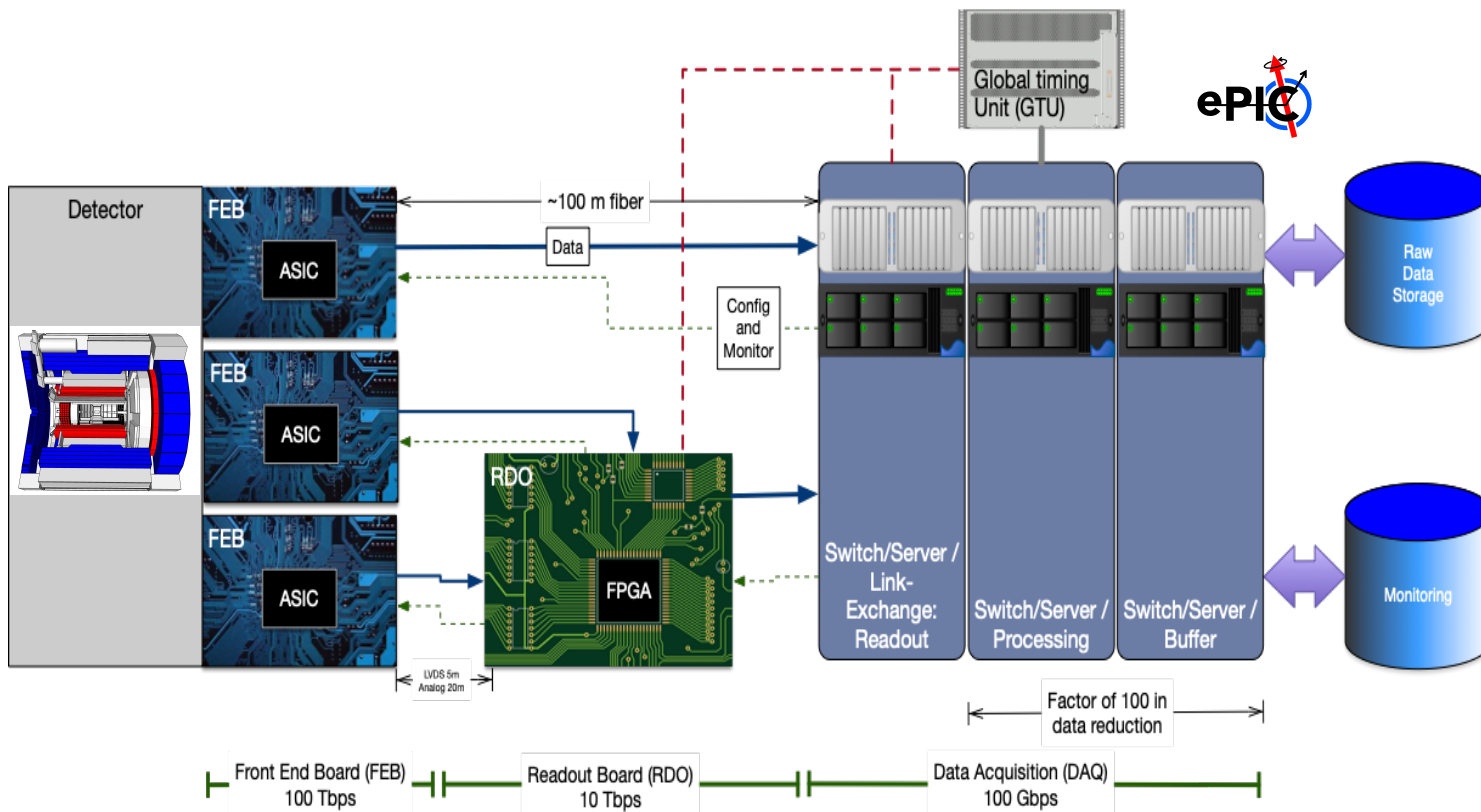 Global timing
Unit (GTU)
ePIC
Detector
FEB
ASIC
~100 m fiber
Data
Config
and
Monitor
FEB
ASIC
FEB
ASIC
RDO
FPGA
LVDS 5m
Analog 20m
Switch/Server /
Link-
Exchange:
Readout
Switch/Server /
Processing
Switch/Server /
Buffer
Raw
Data
Storage
Monitoring
Factor of 100 in
data reduction
Front End Board (FEB)
100 Tbps
Readout Board (RDO)
10 Tbps
Data Acquisition (DAQ)
100 Gbps